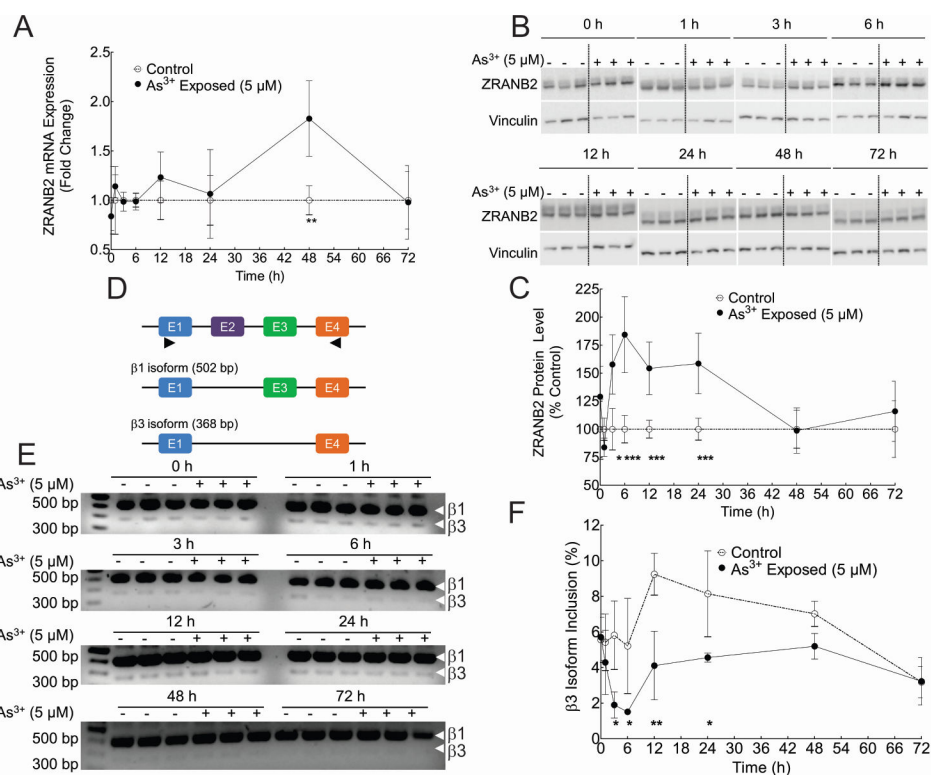 A
ZRANB2 mRNA Expression
(Fold Change)
2.5
2.0
1.5
1.0
0.5
Control
As³⁺ Exposed (5 µM)
**
0 6 12 18 24 30 36 42 48 54 60 66 72
Time (h)
B
0 h 1 h 3 h 6 h
As³⁺ (5 µM) - - - + + + - - - + + + - - - + + + - - - + + +
ZRANB2
Vinculin
12 h 24 h 48 h 72 h
As³⁺ (5 µM) - - - + + + - - - + + + - - - + + + - - - + + +
ZRANB2
Vinculin
C
ZRANB2 Protein Level
(% Control)
225
200
175
150
125
100
75
50
Control
As³⁺ Exposed (5 µM)
* **** *** ***
0 6 12 18 24 30 36 42 48 54 60 66 72
Time (h)
D
E1 E2 E3 E4
β1 isoform (502 bp)
E1 E3 E4
β3 isoform (368 bp)
E1 E4
E
0 h 1 h
As³⁺ (5 µM) - - - + + + - - - + + +
500 bp β1
300 bp β3
3 h 6 h
As³⁺ (5 µM) - - - + + + - - - + + +
500 bp β1
300 bp β3
12 h 24 h
As³⁺ (5 µM) - - - + + + - - - + + +
500 bp β1
300 bp β3
48 h 72 h
As³⁺ (5 µM) - - - + + + - - - + + +
500 bp β1
300 bp β3
F
β3 Isoform Inclusion (%)
12
10
8
6
4
2
0
Control
As³⁺ Exposed (5 µM)
* * ** *
0 6 12 18 24 30 36 42 48 54 60 66 72
Time (h)